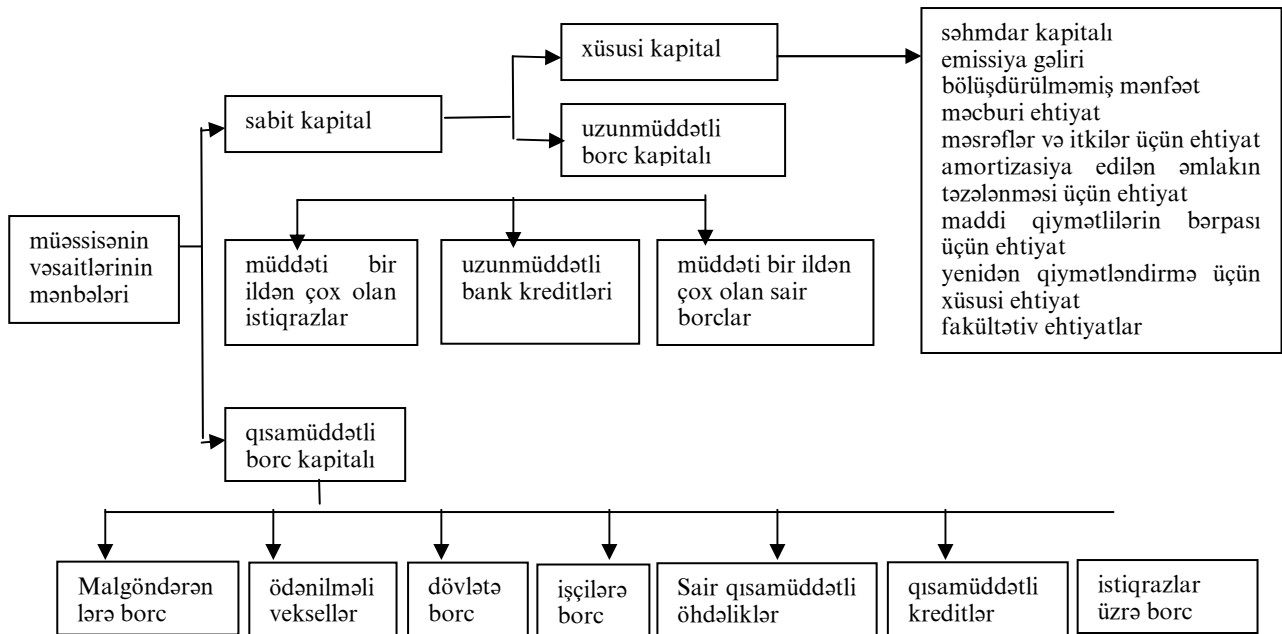 müəssisənin
vəsaitlərinin
mənbələri
sabit kapital
xüsusi kapital
səhmdar kapitalı
emissiya gəliri
bölüşdürülməmiş mənfəət
məcburi ehtiyat
məsrəflər və itkilər üçün ehtiyat
amortizasiya edilən əmlakın
təzələnməsi üçün ehtiyat
maddi qiymətlilərin bərpası
üçün ehtiyat
yenidən qiymətləndirmə üçün
xüsusi ehtiyat
fakültətiv ehtiyatlar
uzunmüddətli
borc kapitalı
müddəti bir
ildən çox olan
istiqrazlar
uzunmüddətli
bank kreditləri
müddəti bir ildən
çox olan sair
borclar
qısamüddətli
borc kapitalı
Malgöndərən
lərə borc
ödənilməli
veksellər
dövlətə
borc
işçilərə
borc
Sair qısamüddətli
öhdəliklər
qısamüddətli
kreditlər
istiqrazlar
üzrə borc